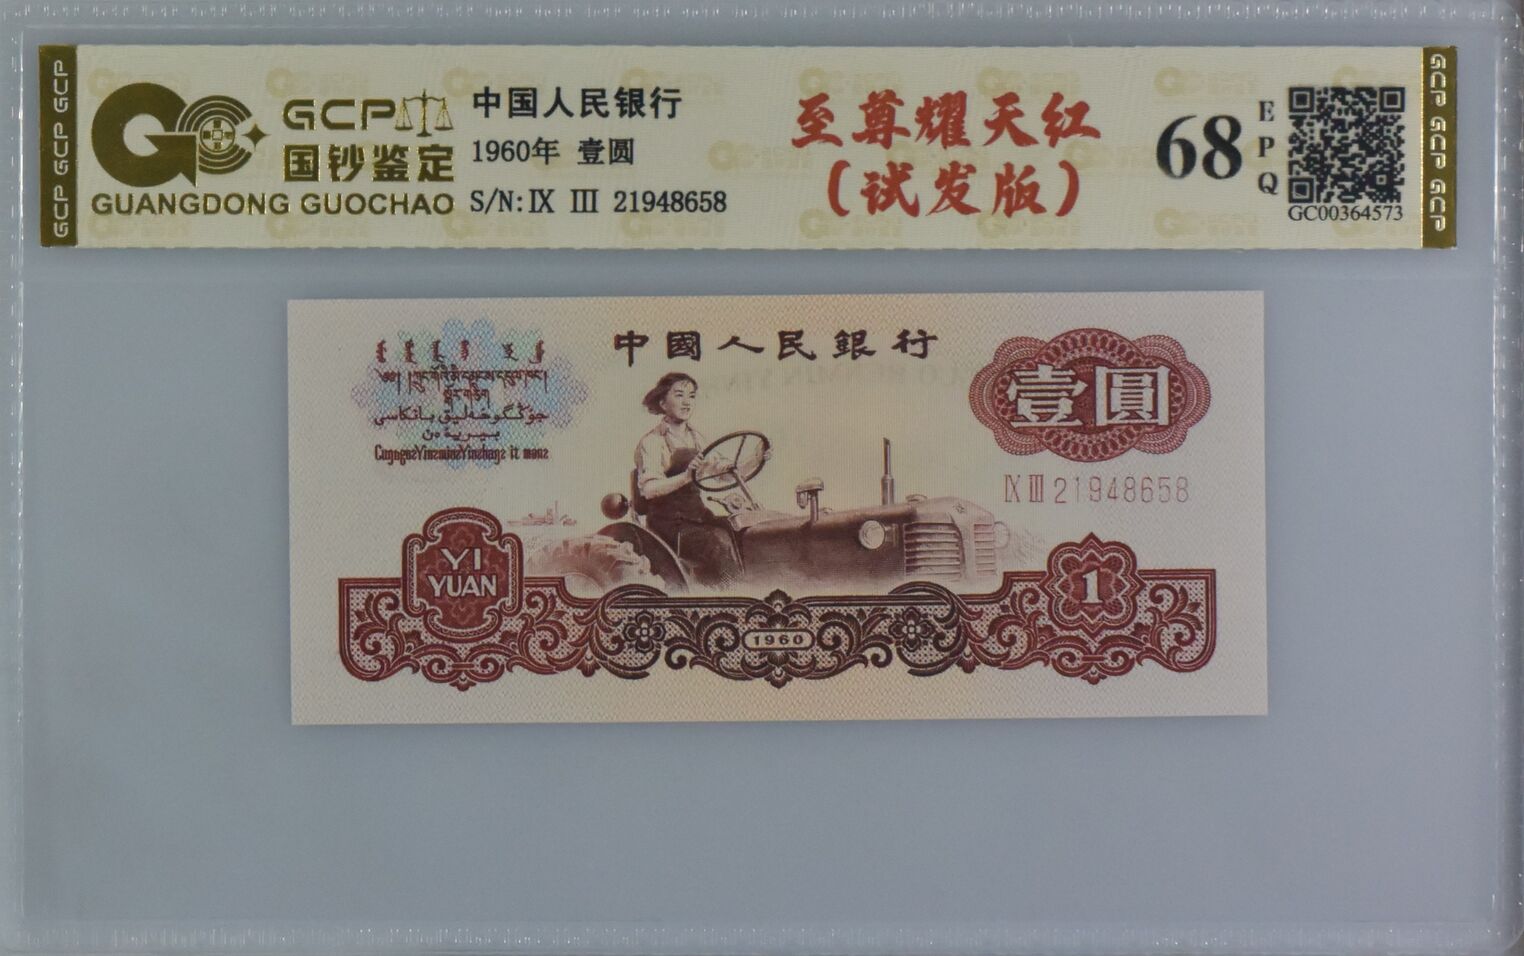 GCP GCP GCP
GCP
国钞鉴定
GUANGDONG GUOCHAO
中国人民银行
1960年 壹圆
S/N: IX III 21948658
至尊耀天红
(试发版)
68
EPQ
GC00364573
GCP GCP GCP
中國人民銀行
壹圓
IX III 21948658
YI
YUAN
1960
1